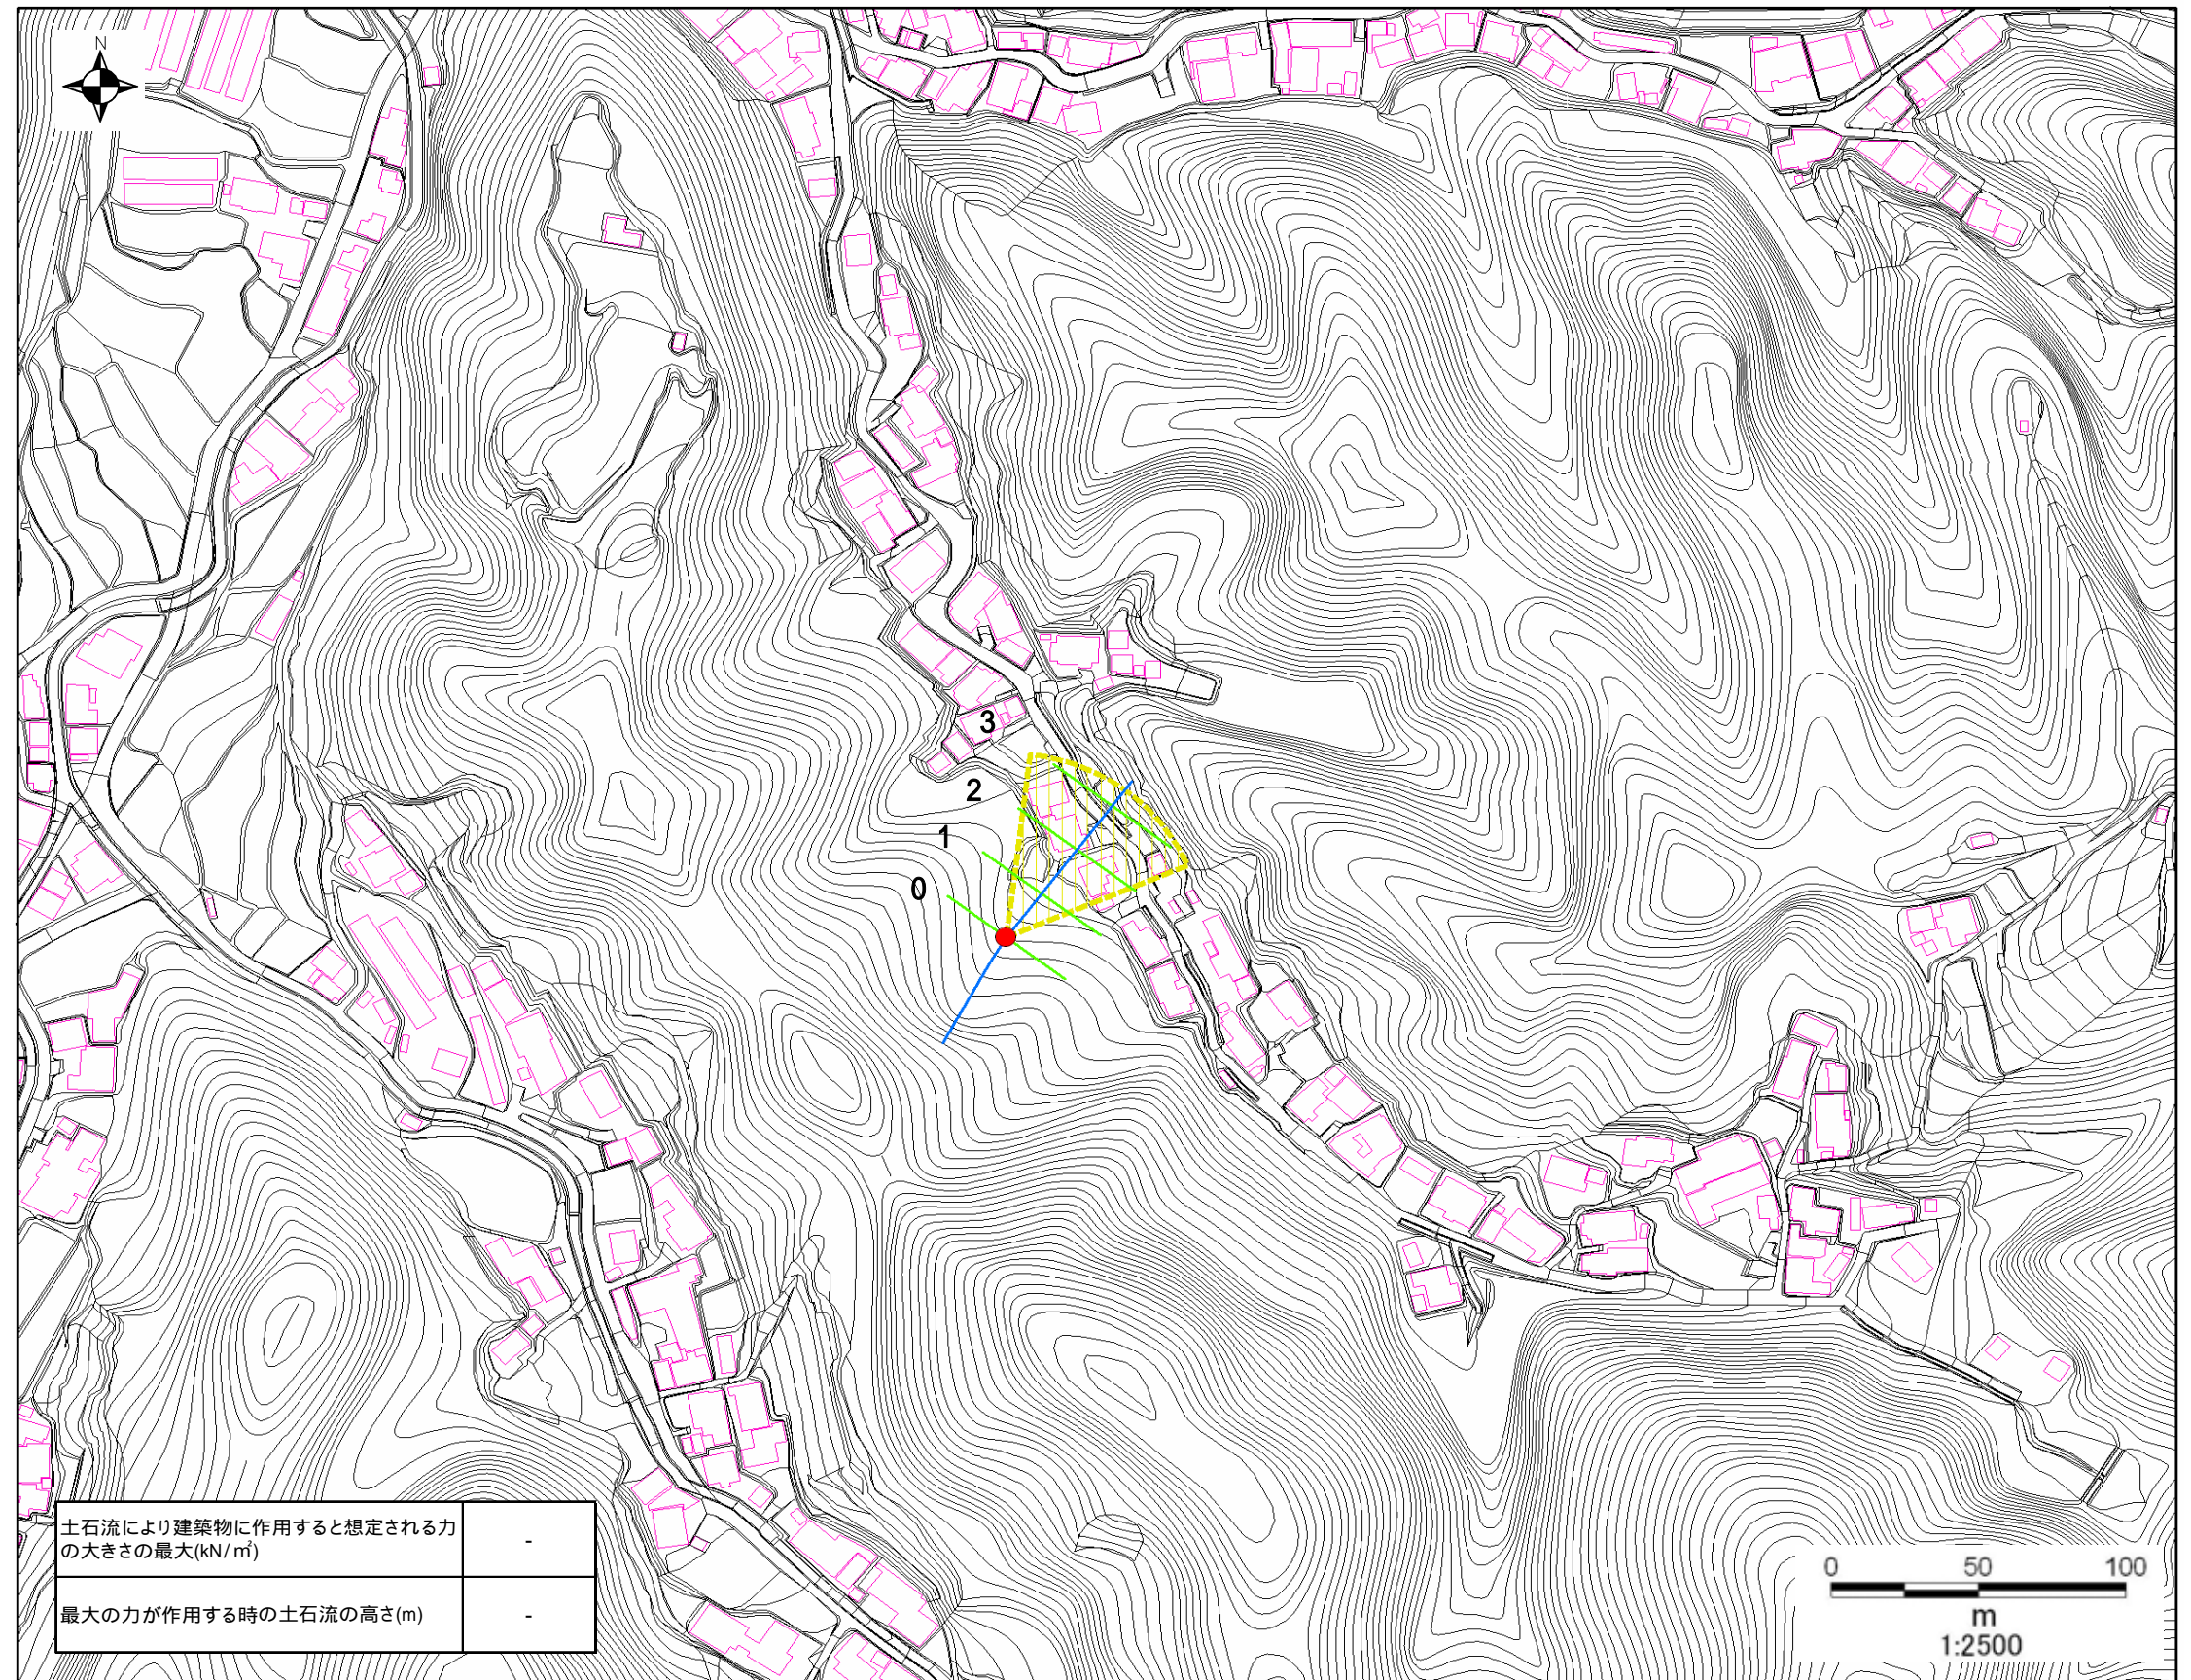 N
3
2
1
0
土石流により建築物に作用すると想定される力
の大きさの最大(kN/㎡)
-
最大の力が作用する時の土石流の高さ(m)
-
0 50 100
m
1:2500